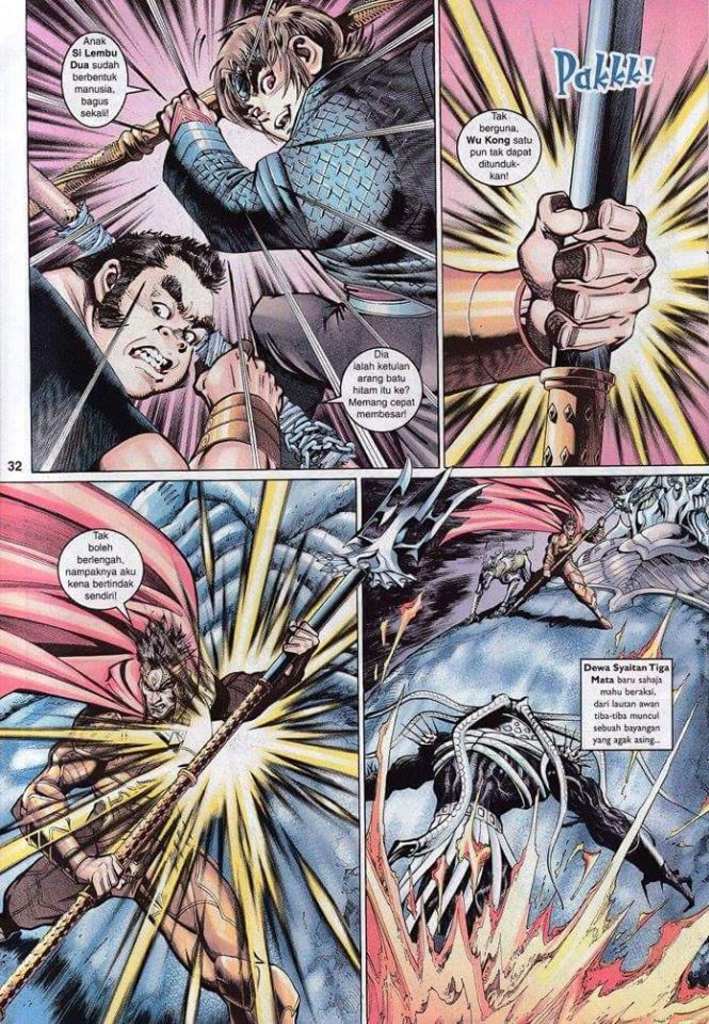 Anak
Si Lembu
Dua sudah
berbentuk
manusia,
bagus
sekali!
Pakkk!
Tak
berguna,
Wu Kong satu
pun tak dapat
ditunduk-
kan!
Dia
ialah ketulan
arang batu
hitam itu ke?
Memang cepat
membesar!
32
Tak
boleh
berlengah,
nampaknya aku
kena bertindak
sendiri!
Dewa Syaitan Tiga
Mata baru sahaja
mahu beraksi,
dari lautan awan
tiba-tiba muncul
sebuah bayangan
yang agak asing...